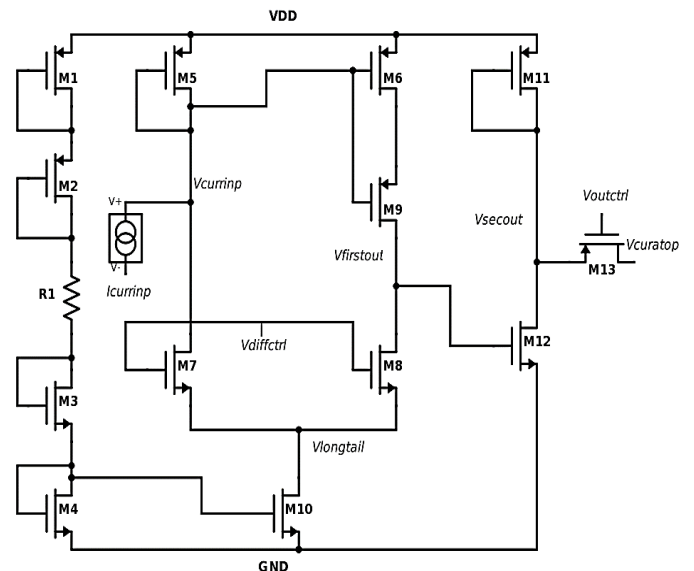 VDD
M1
M5
M6
M11
M2
Vcurrinp
V+
V-
Icurrinp
M9
Voutctrl
Vsecout
Vcuratop
M13
Vfirstout
R1
Vdiffctrl
M7
M8
M12
M3
Vlongtail
M4
M10
GND